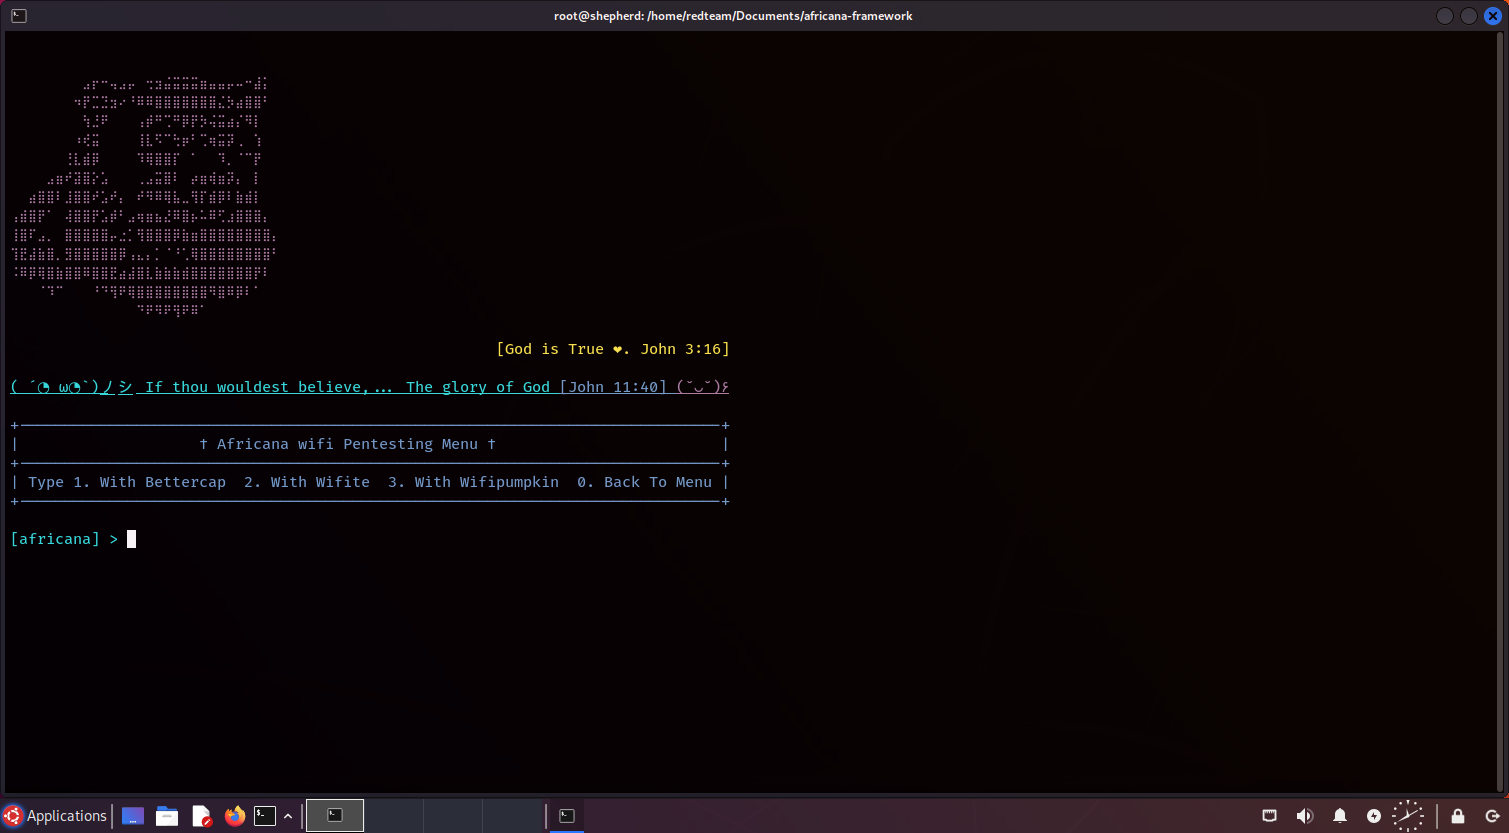 root@shepherd: /home/redteam/Documents/africana-framework
[God is True ❤. John 3:16]
( ´◔ ω◔`)ノシ If thou wouldest believe,... The glory of God [John 11:40] (˘◡˘)۶
† Africana wifi Pentesting Menu †
Type 1. With Bettercap 2. With Wifite 3. With Wifipumpkin 0. Back To Menu
[africana] >
Applications